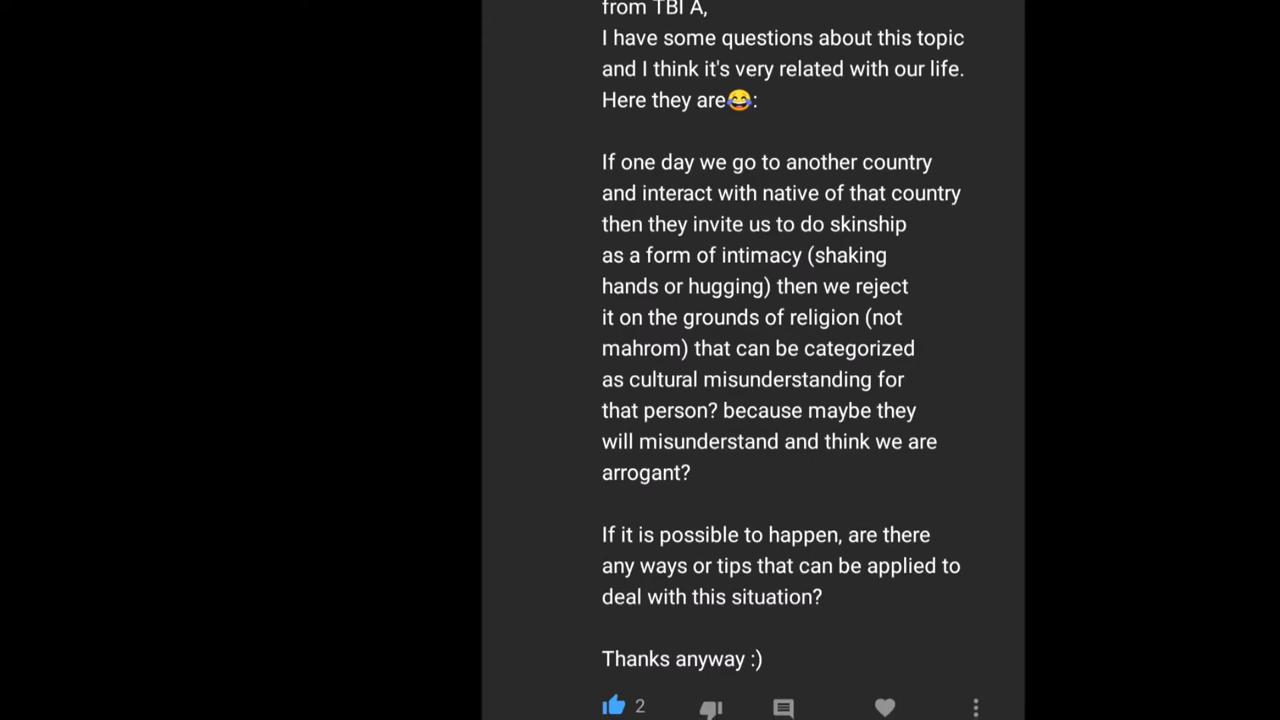 from TBI A,
I have some questions about this topic
and I think it's very related with our life.
Here they are😂:
If one day we go to another country
and interact with native of that country
then they invite us to do skinship
as a form of intimacy (shaking
hands or hugging) then we reject
it on the grounds of religion (not
mahrom) that can be categorized
as cultural misunderstanding for
that person? because maybe they
will misunderstand and think we are
arrogant?
If it is possible to happen, are there
any ways or tips that can be applied to
deal with this situation?
Thanks anyway :)
2